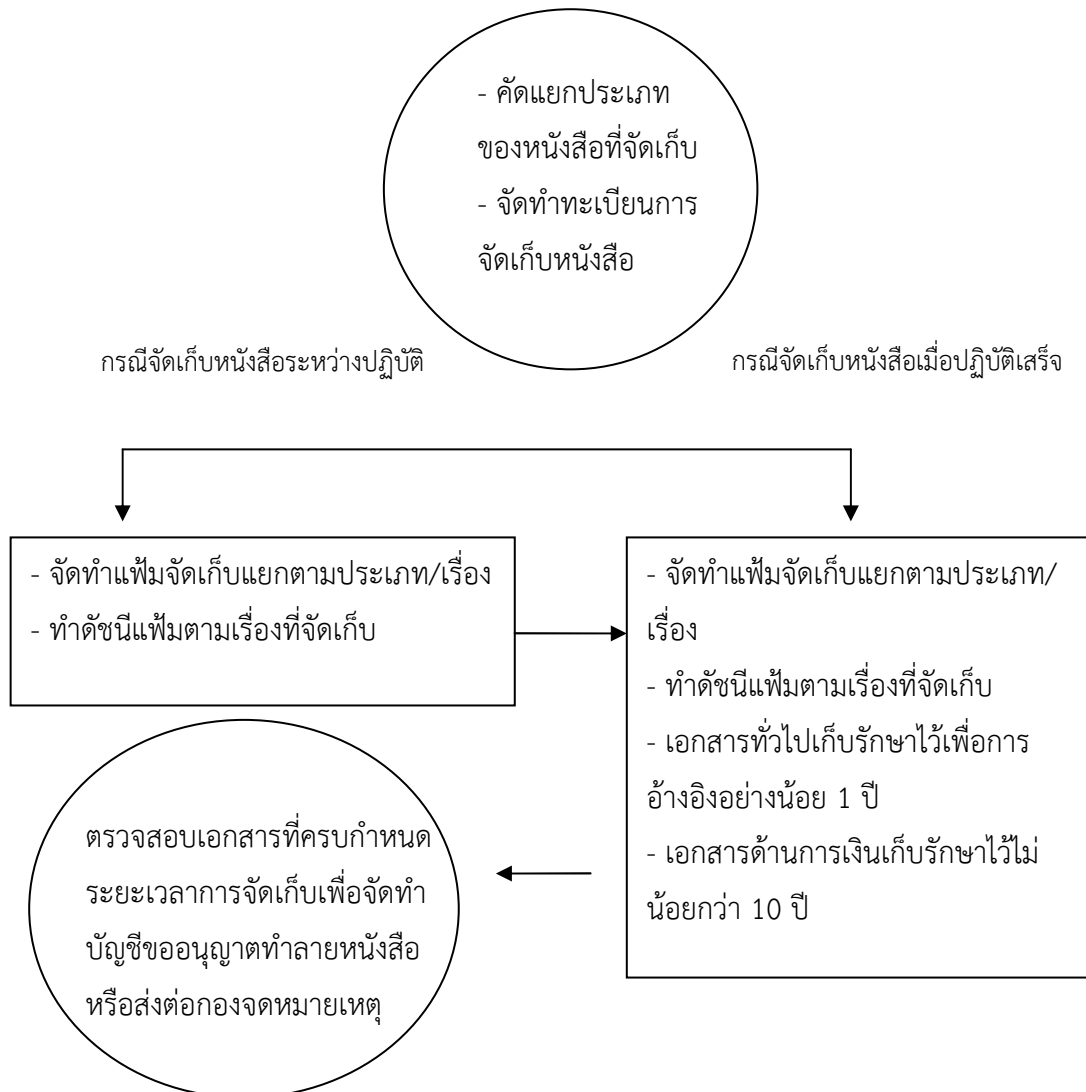 - คัดแยกประเภท
ของหนังสือที่จัดเก็บ
- จัดทำทะเบียนการ
จัดเก็บหนังสือ
กรณีจัดเก็บหนังสือระหว่างปฏิบัติ
กรณีจัดเก็บหนังสือเมื่อปฏิบัติเสร็จ
- จัดทำแฟ้มจัดเก็บแยกตามประเภท/เรื่อง
- ทำดัชนีแฟ้มตามเรื่องที่จัดเก็บ
- จัดทำแฟ้มจัดเก็บแยกตามประเภท/
เรื่อง
- ทำดัชนีแฟ้มตามเรื่องที่จัดเก็บ
- เอกสารทั่วไปเก็บรักษาไว้เพื่อการ
อ้างอิงอย่างน้อย 1 ปี
- เอกสารด้านการเงินเก็บรักษาไว้ไม่
น้อยกว่า 10 ปี
ตรวจสอบเอกสารที่ครบกำหนด
ระยะเวลาการจัดเก็บเพื่อจัดทำ
บัญชีขออนุญาตทำลายหนังสือ
หรือส่งต่อกองจดหมายเหตุ